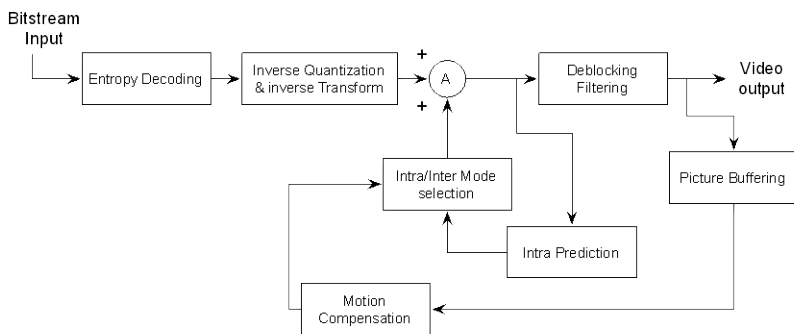 Bitstream
Input
Entropy Decoding
Inverse Quantization
& inverse Transform
+
+
A
Deblocking
Filtering
Video
output
Intra/Inter Mode
selection
Picture Buffering
Intra Prediction
Motion
Compensation